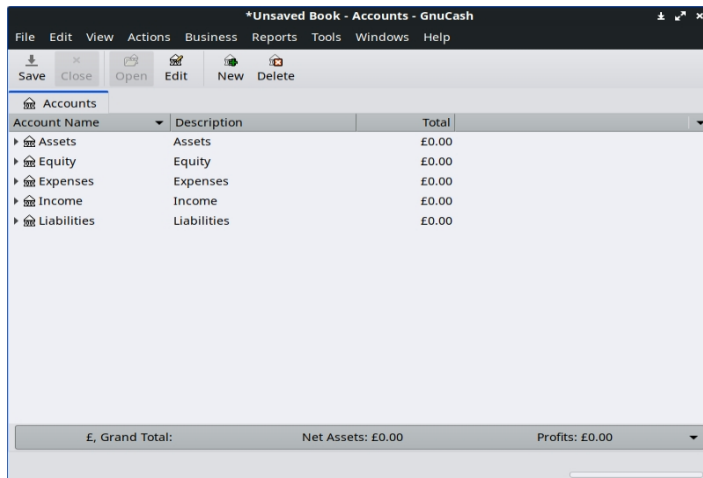 *Unsaved Book - Accounts - GnuCash
File Edit View Actions Business Reports Tools Windows Help
Save Close Open Edit New Delete
Accounts
Account Name Description Total
Assets Assets £0.00
Equity Equity £0.00
Expenses Expenses £0.00
Income Income £0.00
Liabilities Liabilities £0.00
£, Grand Total: Net Assets: £0.00 Profits: £0.00